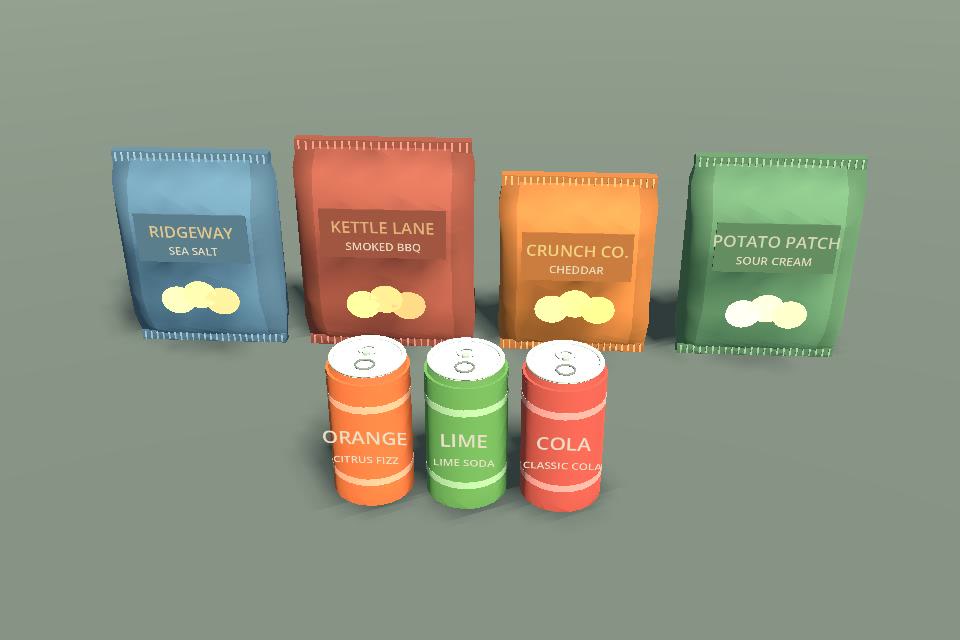 RIDGEWAY
SEA SALT
KETTLE LANE
SMOKED BBQ
CRUNCH CO.
CHEDDAR
POTATO PATCH
SOUR CREAM
ORANGE
CITRUS FIZZ
LIME
LIME SODA
COLA
CLASSIC COLA